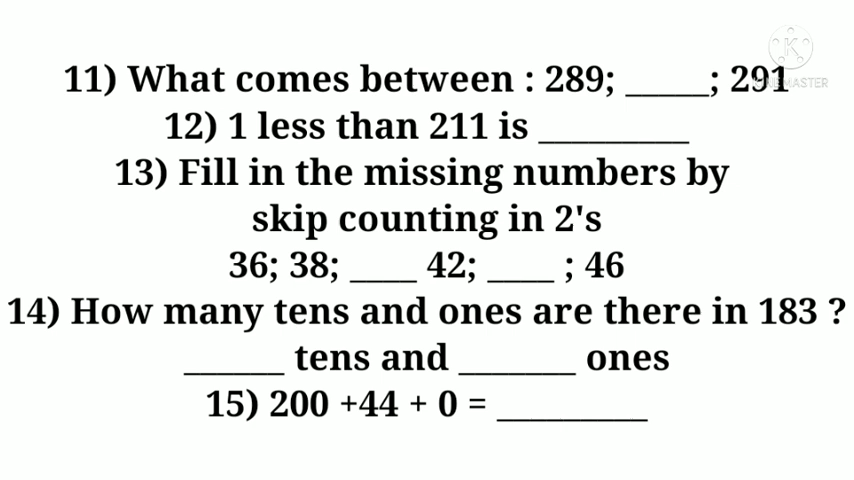 11) What comes between : 289; _____; 291
KINEMASTER
12) 1 less than 211 is _________
13) Fill in the missing numbers by
skip counting in 2's
36; 38; ____ 42; ____ ; 46
14) How many tens and ones are there in 183 ?
______ tens and _______ ones
15) 200 +44 + 0 = _________